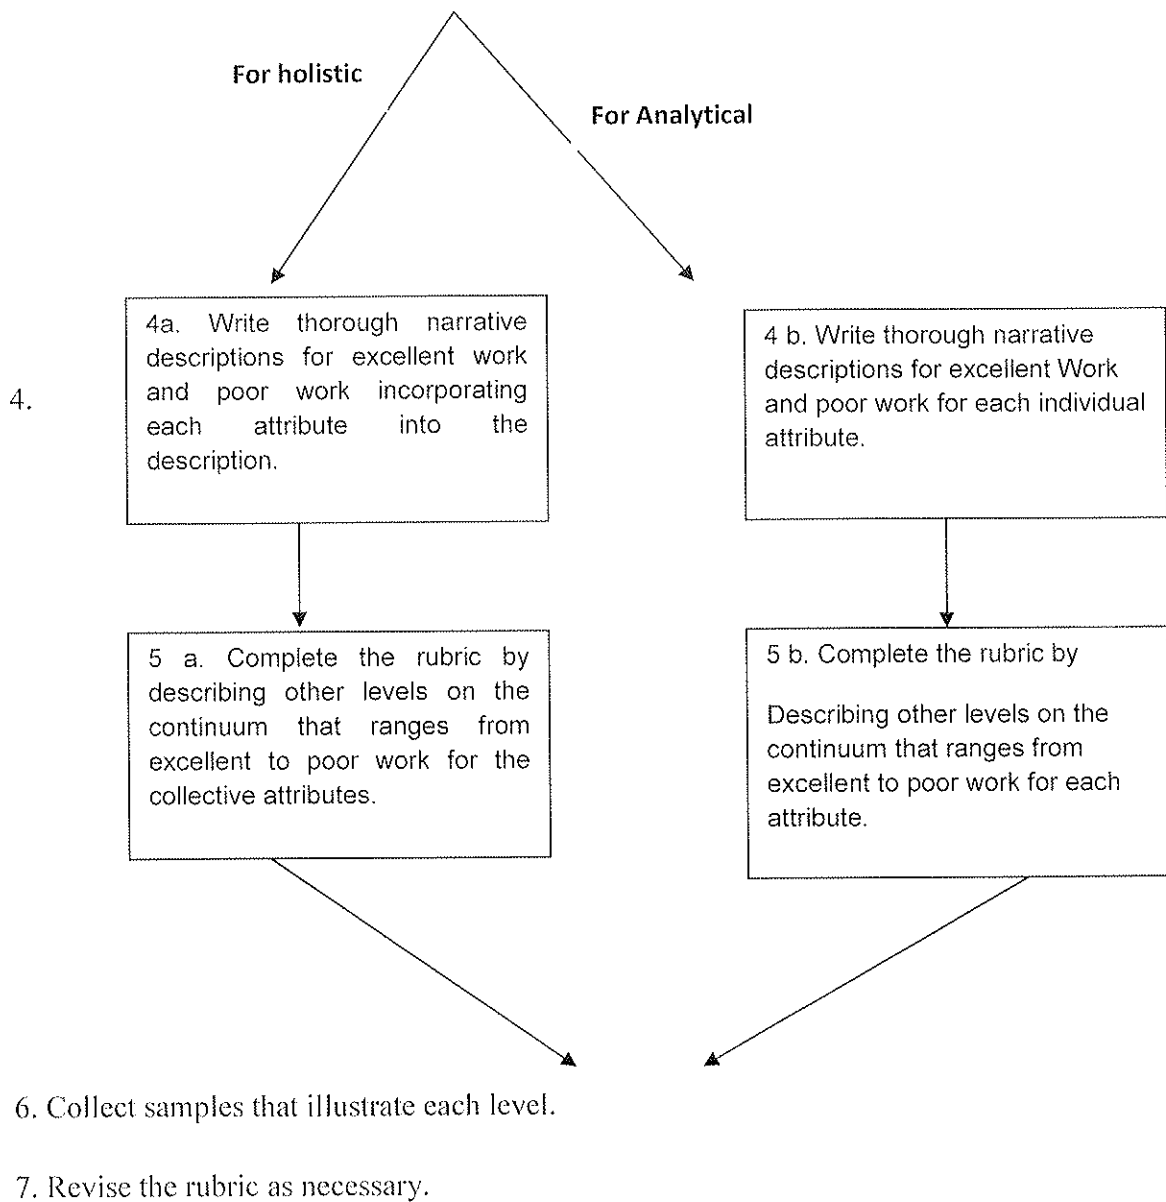 For holistic
For Analytical
4.
4a. Write thorough narrative
descriptions for excellent work
and poor work incorporating
each attribute into the
description.
4 b. Write thorough narrative
descriptions for excellent Work
and poor work for each individual
attribute.
5 a. Complete the rubric by
describing other levels on the
continuum that ranges from
excellent to poor work for the
collective attributes.
5 b. Complete the rubric by
Describing other levels on the
continuum that ranges from
excellent to poor work for each
attribute.
6. Collect samples that illustrate each level.
7. Revise the rubric as necessary.